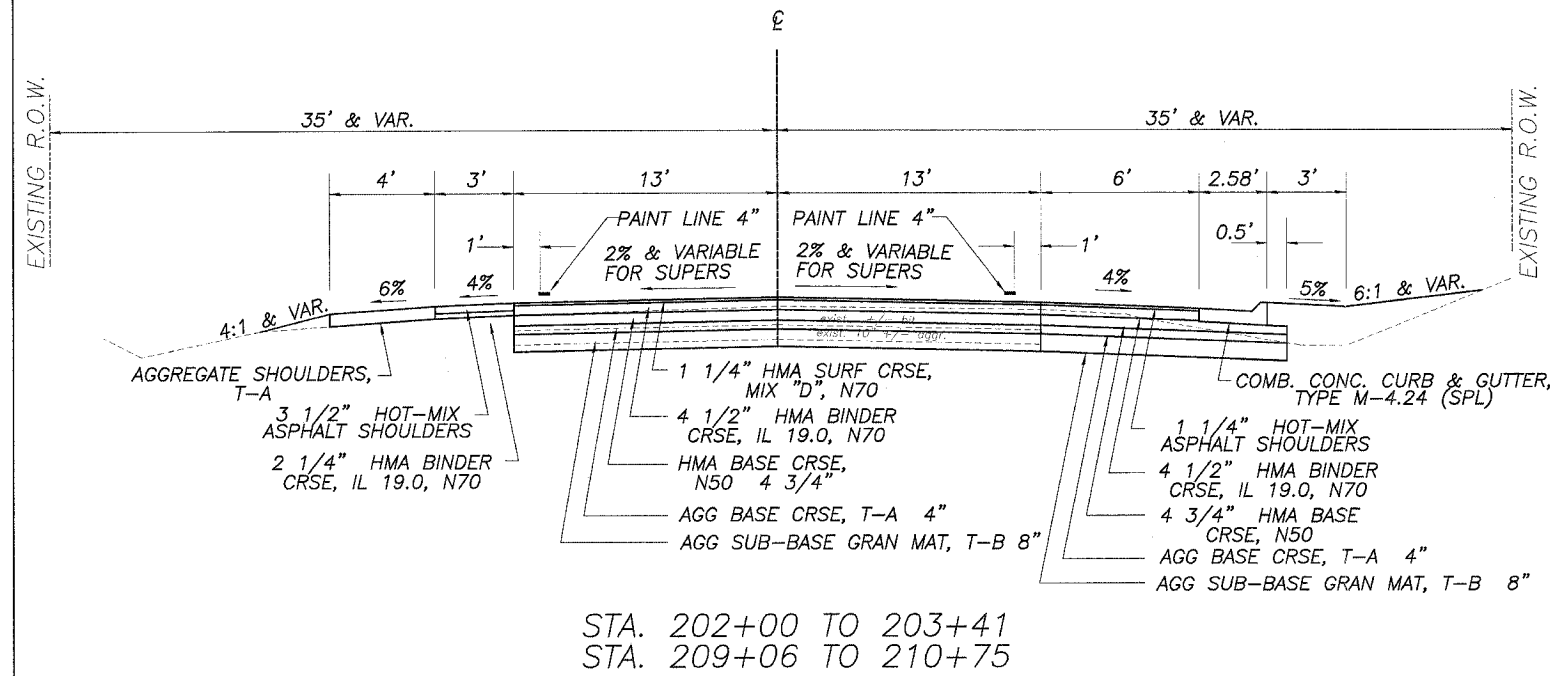 ℄
EXISTING R.O.W.
EXISTING R.O.W.
35' & VAR.
35' & VAR.
4'
3'
13'
13'
6'
2.58'
3'
PAINT LINE 4"
PAINT LINE 4"
0.5'
1'
1'
2% & VARIABLE
FOR SUPERS
2% & VARIABLE
FOR SUPERS
6%
4%
4%
5%
4:1 & VAR.
6:1 & VAR.
exist. +/- bit.
exist. 10" +/- aggr.
AGGREGATE SHOULDERS,
T-A
3 1/2" HOT-MIX
ASPHALT SHOULDERS
2 1/4" HMA BINDER
CRSE, IL 19.0, N70
1 1/4" HMA SURF CRSE,
MIX "D", N70
4 1/2" HMA BINDER
CRSE, IL 19.0, N70
HMA BASE CRSE,
N50 4 3/4"
AGG BASE CRSE, T-A 4"
AGG SUB-BASE GRAN MAT, T-B 8"
COMB. CONC. CURB & GUTTER,
TYPE M-4.24 (SPL)
1 1/4" HOT-MIX
ASPHALT SHOULDERS
4 1/2" HMA BINDER
CRSE, IL 19.0, N70
4 3/4" HMA BASE
CRSE, N50
AGG BASE CRSE, T-A 4"
AGG SUB-BASE GRAN MAT, T-B 8"
STA. 202+00 TO 203+41
STA. 209+06 TO 210+75